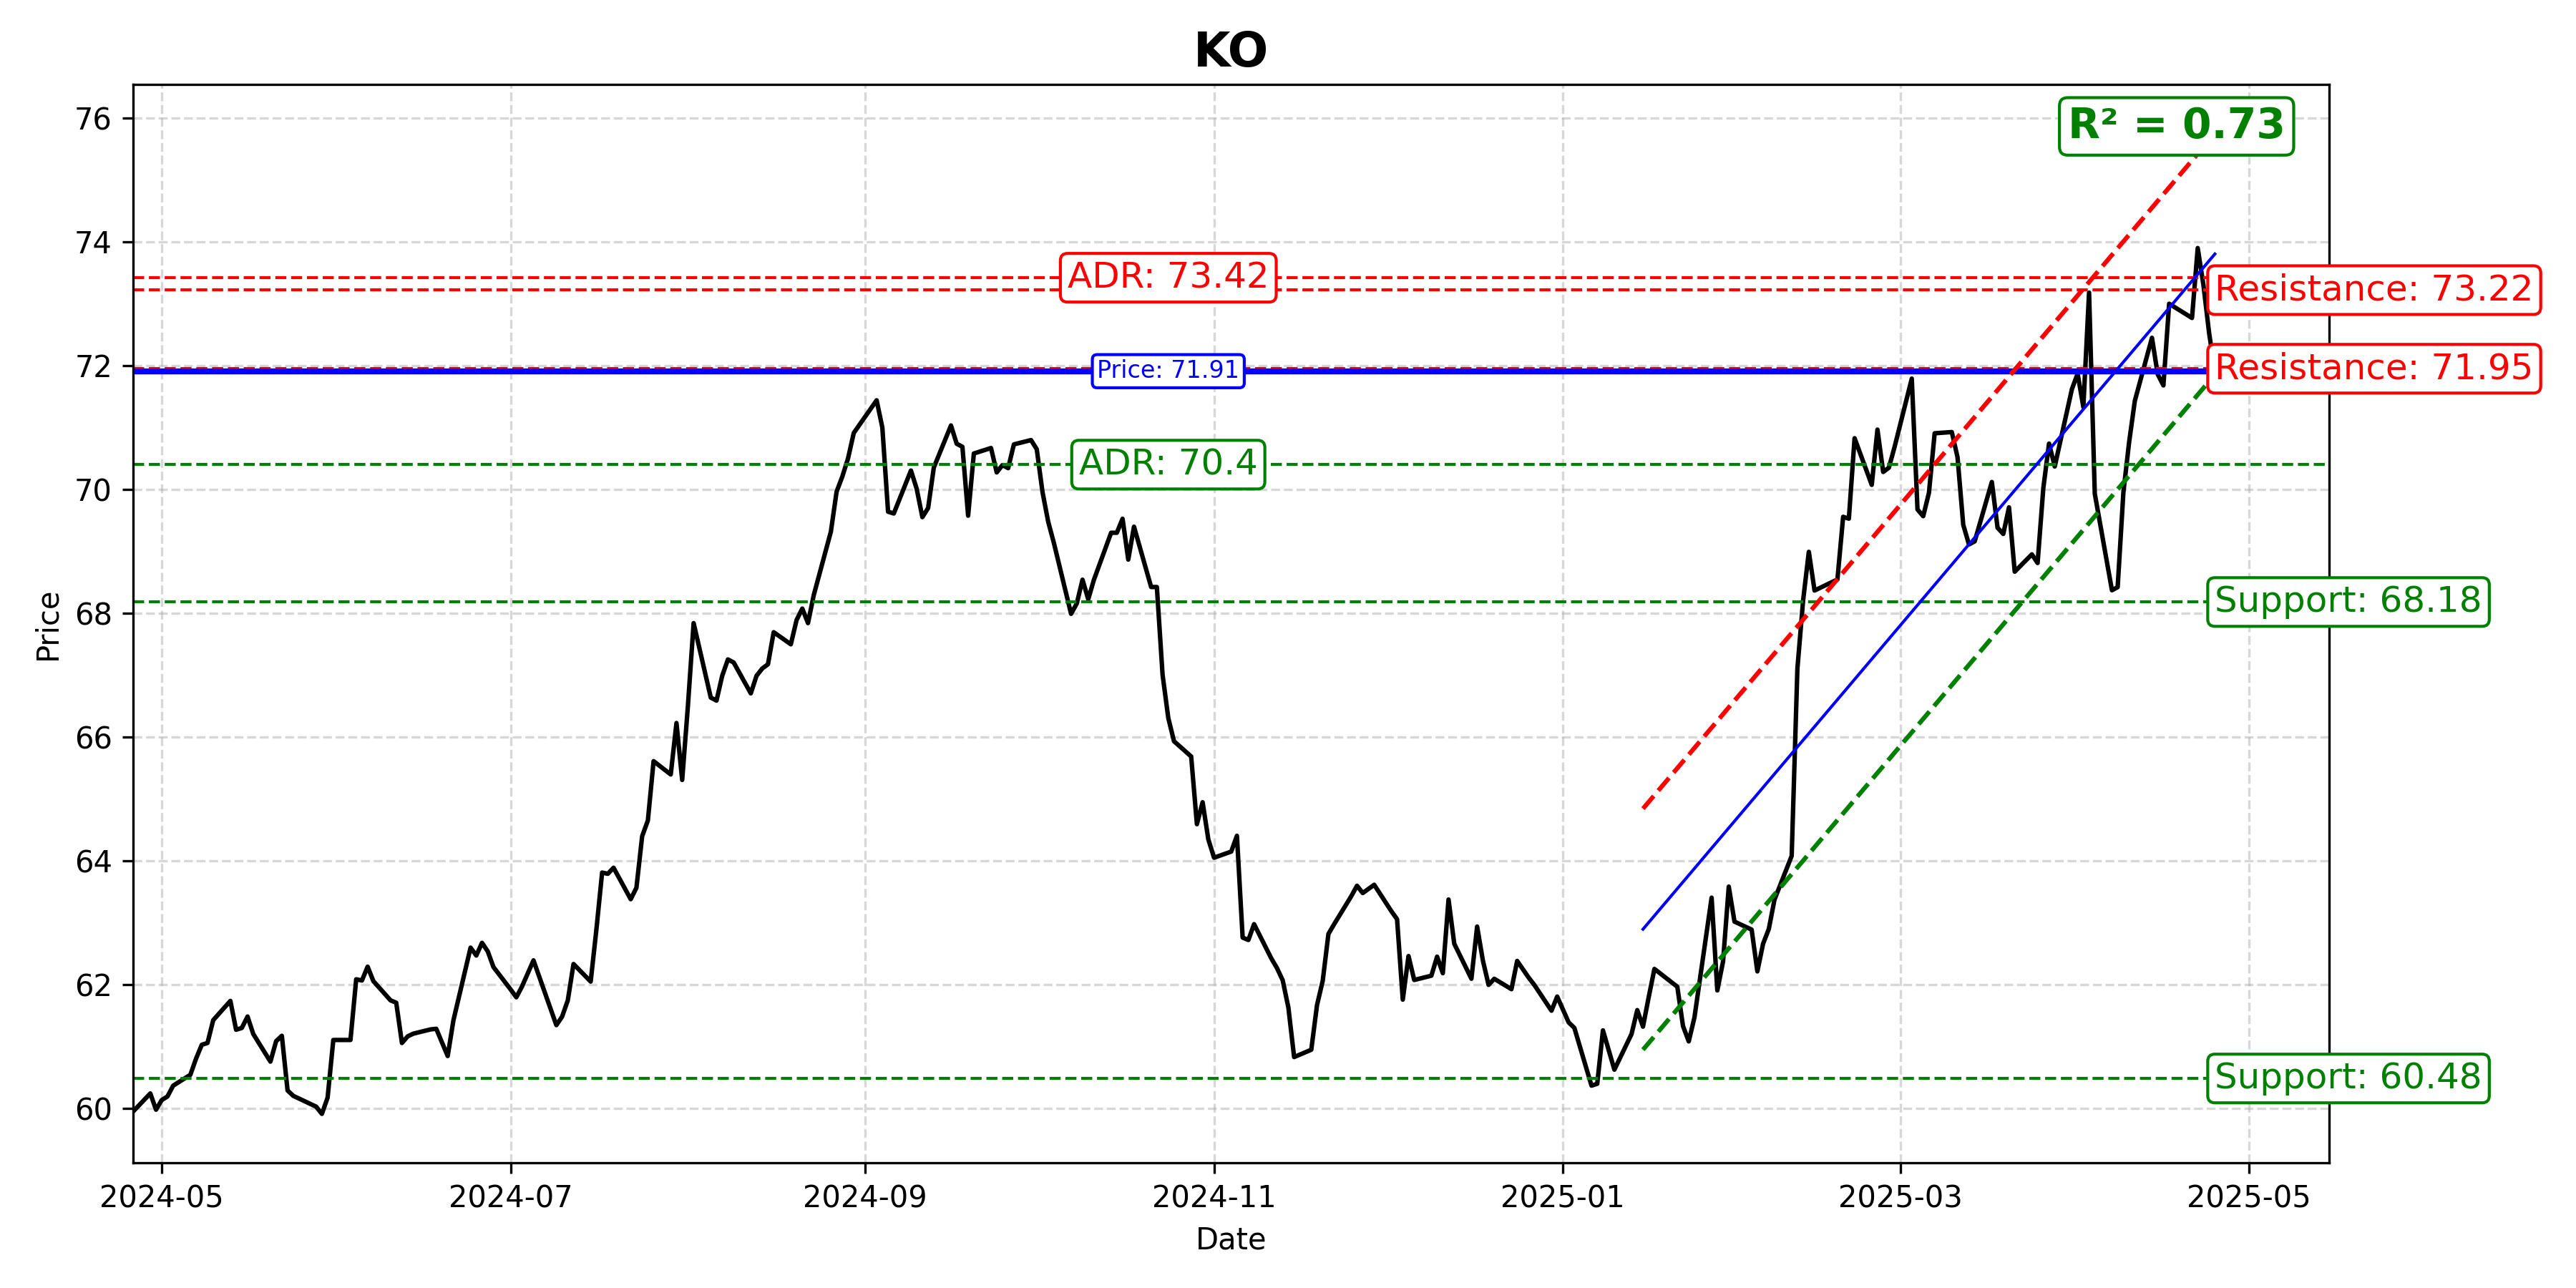 KO
R² = 0.73
76
74
72
70
68
66
64
62
60
Price
ADR: 73.42
Resistance: 73.22
Price: 71.91
Resistance: 71.95
ADR: 70.4
Support: 68.18
Support: 60.48
2024-05
2024-07
2024-09
2024-11
2025-01
2025-03
2025-05
Date